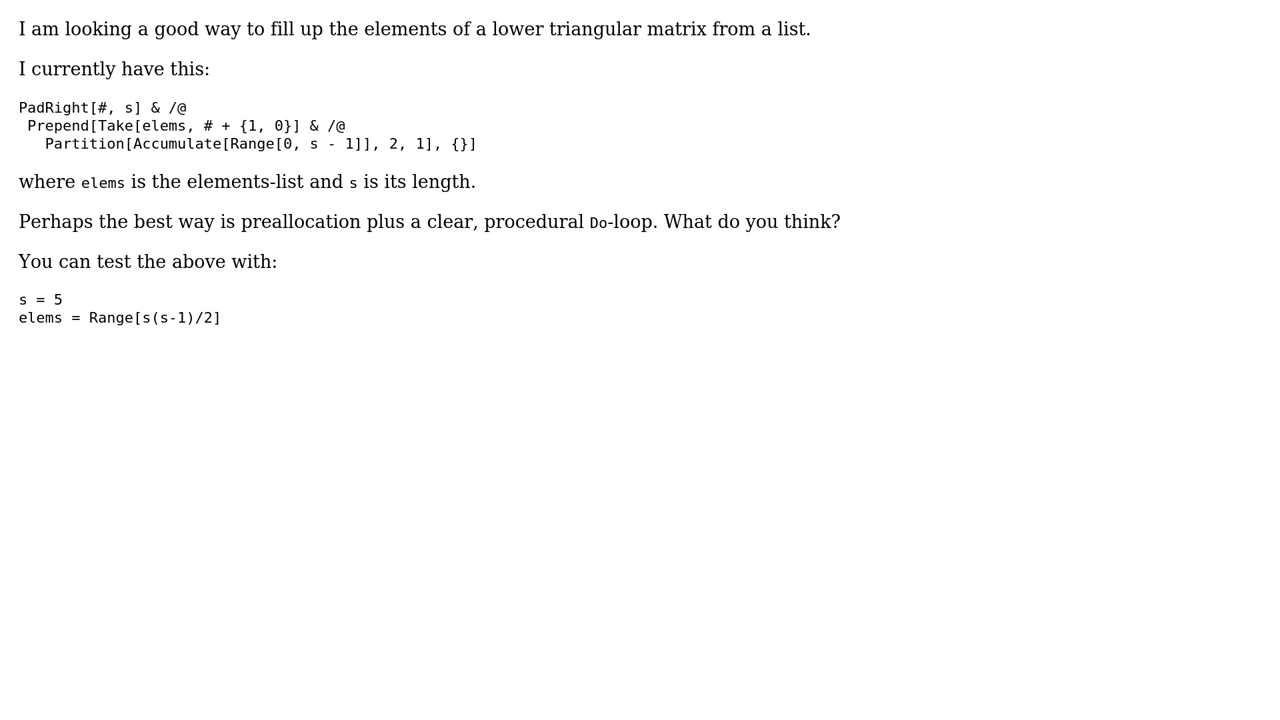 I am looking a good way to fill up the elements of a lower triangular matrix from a list.
I currently have this:
PadRight[#, s] & /@
 Prepend[Take[elems, # + {1, 0}] & /@
   Partition[Accumulate[Range[0, s - 1]], 2, 1], {}]
where elems is the elements-list and s is its length.
Perhaps the best way is preallocation plus a clear, procedural Do-loop. What do you think?
You can test the above with:
s = 5
elems = Range[s(s-1)/2]